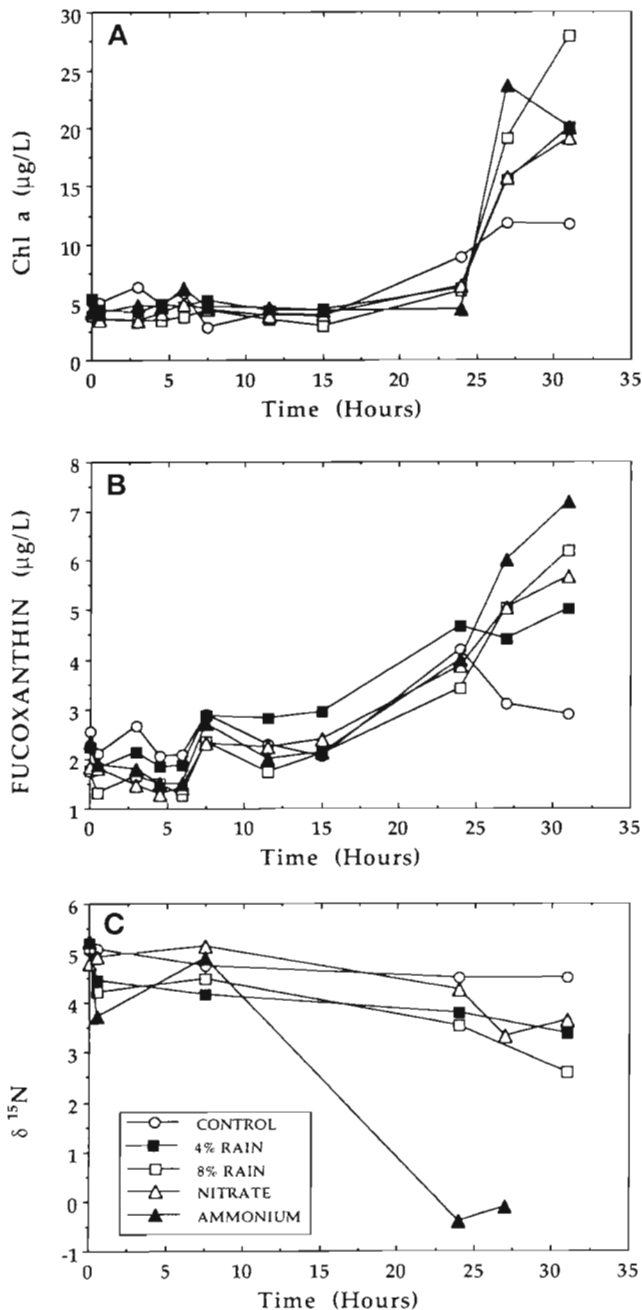 A
30
25
20
15
10
5
0
Chl a (µg/L)
0 5 10 15 20 25 30 35
Time (Hours)
B
8
7
6
5
4
3
2
1
FUCOXANTHIN (µg/L)
0 5 10 15 20 25 30 35
Time (Hours)
C
6
5
4
3
2
1
0
-1
δ 15N
CONTROL
4% RAIN
8% RAIN
NITRATE
AMMONIUM
0 5 10 15 20 25 30 35
Time (Hours)